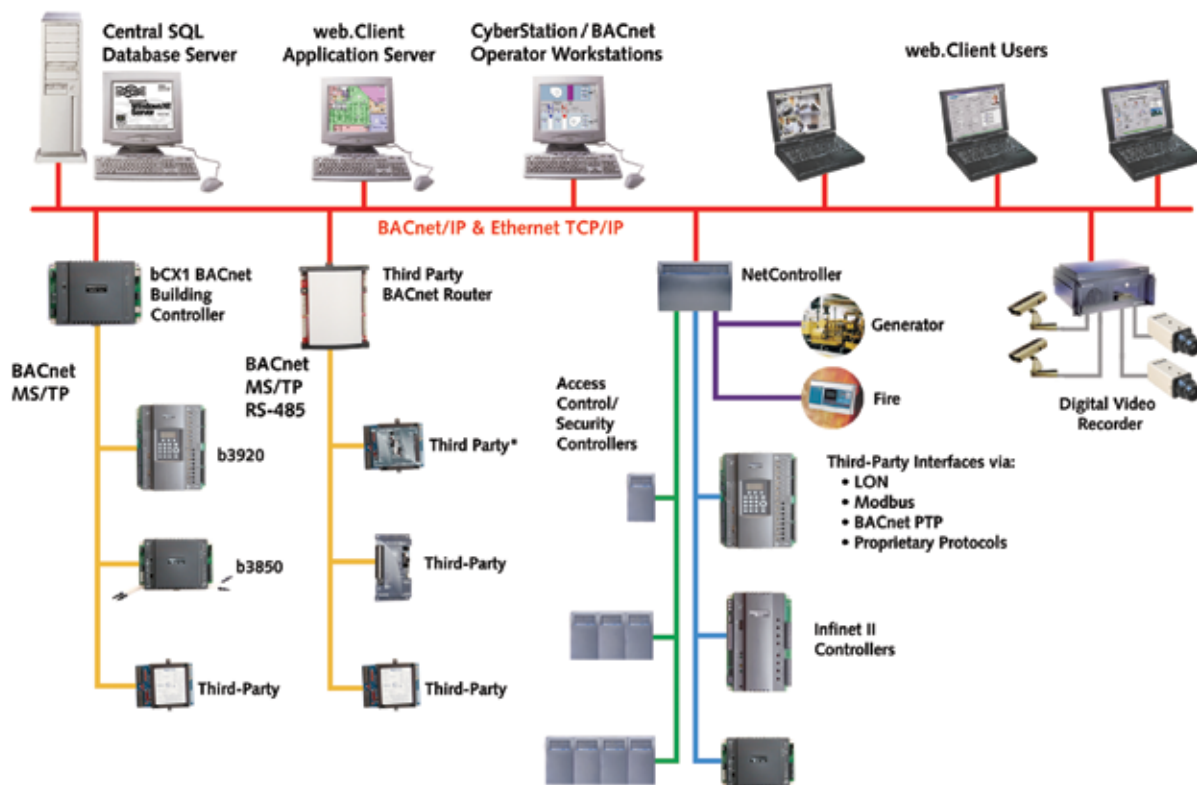 Central SQL
Database Server
web.Client
Application Server
CyberStation / BACnet
Operator Workstations
web.Client Users
BACnet/IP & Ethernet TCP/IP
bCX1 BACnet
Building
Controller
Third Party
BACnet Router
NetController
Generator
Fire
Digital Video
Recorder
BACnet
MS/TP
BACnet
MS/TP
RS-485
Access
Control/
Security
Controllers
b3920
Third Party*
Third-Party Interfaces via:
• LON
• Modbus
• BACnet PTP
• Proprietary Protocols
b3850
Third-Party
Infinet II
Controllers
Third-Party
Third-Party